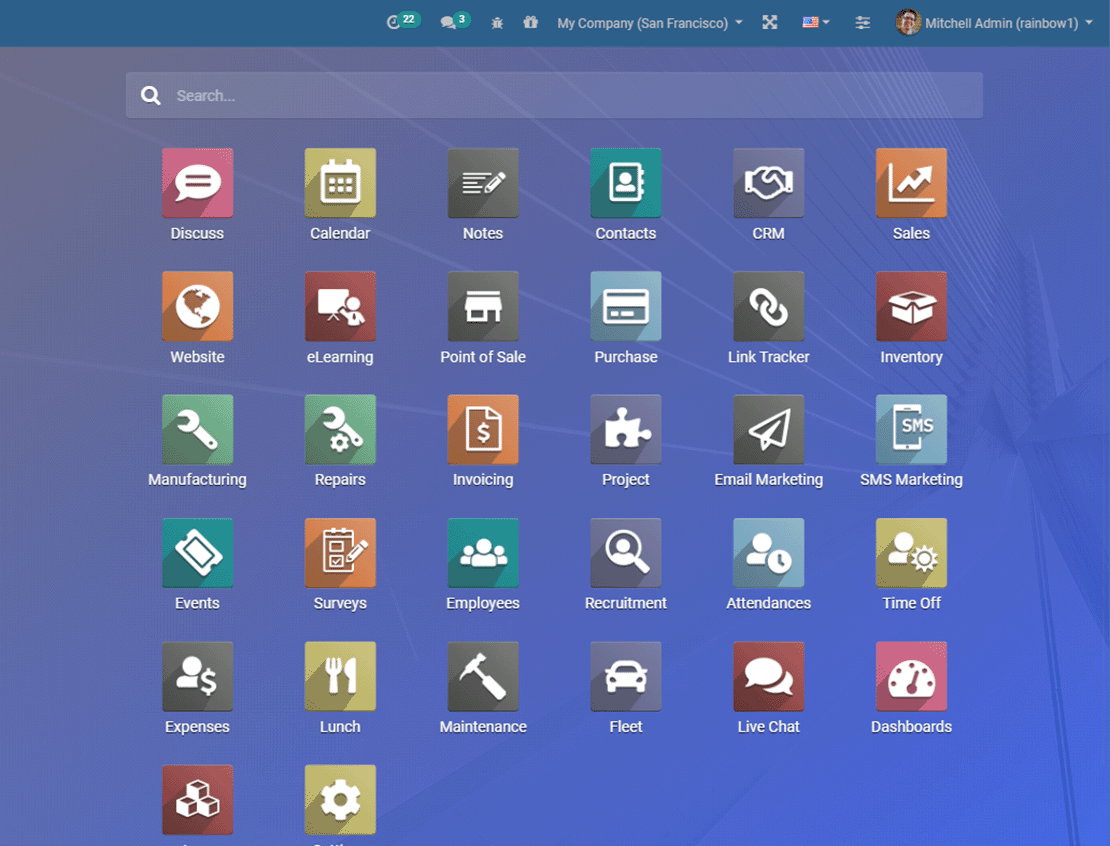 22 3 My Company (San Francisco) Mitchell Admin (rainbow1)
Search...
Discuss Calendar Notes Contacts CRM Sales
Website eLearning Point of Sale Purchase Link Tracker Inventory
$ SMS
Manufacturing Repairs Invoicing Project Email Marketing SMS Marketing
Events Surveys Employees Recruitment Attendances Time Off
$
Expenses Lunch Maintenance Fleet Live Chat Dashboards